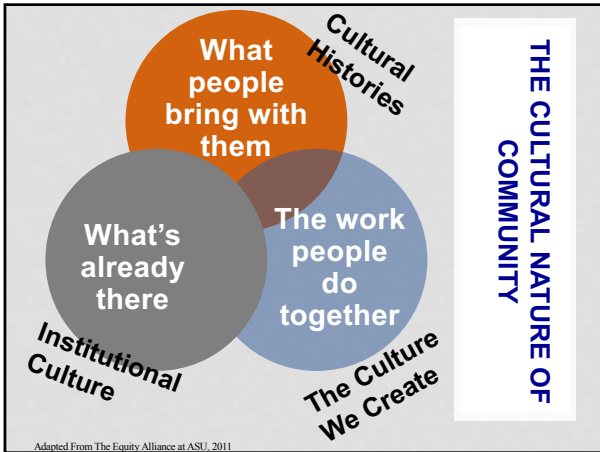 What
people
bring with
them
Cultural
Histories
What's
already
there
Institutional
Culture
The work
people
do
together
The Culture
We Create
THE CULTURAL NATURE OF
COMMUNITY
Adapted From The Equity Alliance at ASU, 2011